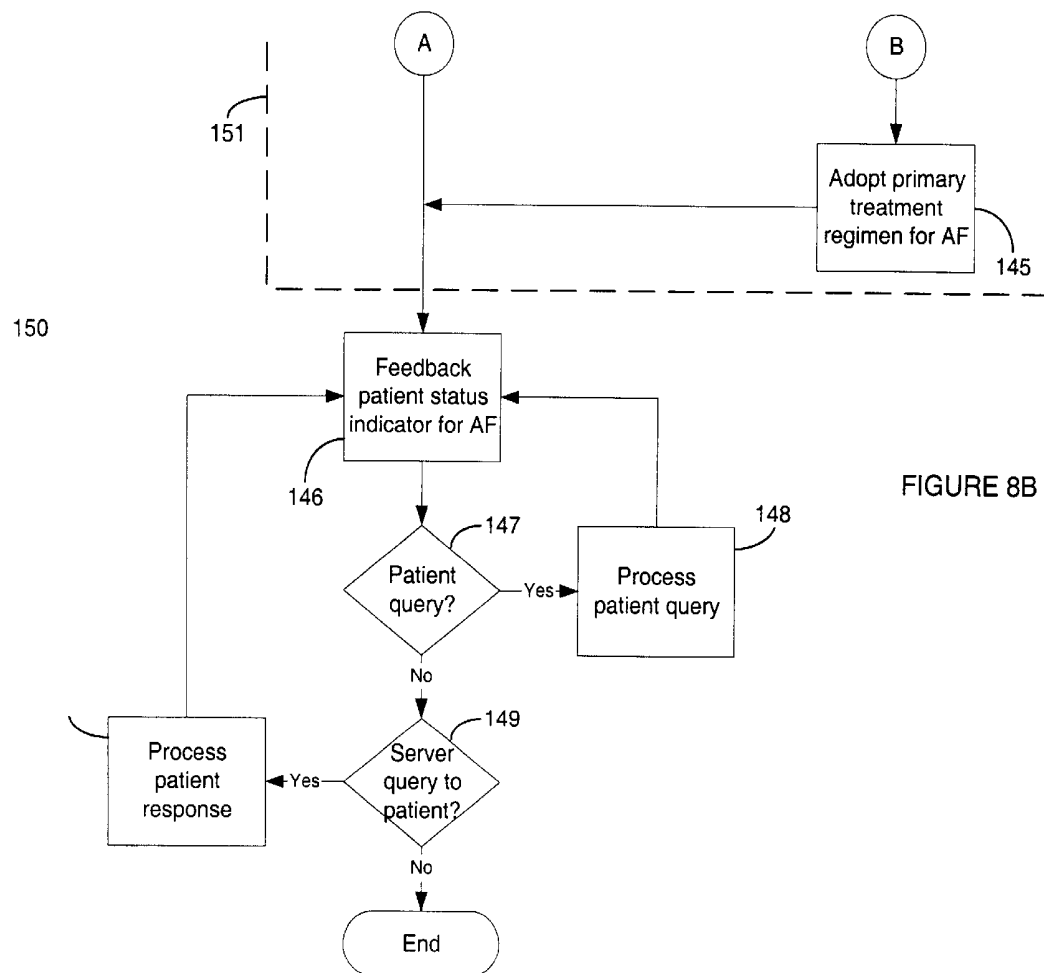 A
B
151
Adopt primary
treatment
regimen for AF
145
150
Feedback
patient status
indicator for AF
146
FIGURE 8B
147
148
Patient
query?
Yes
Process
patient query
No
149
Server
query to
patient?
Yes
Process
patient
response
No
End